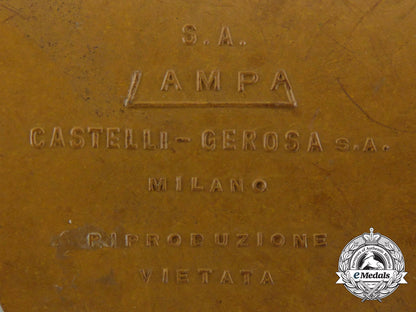 S.A.
LAMPA
CASTELLI-GEROSA S.A.
MILANO
RIPRODUZIONE
VIETATA
eMedals